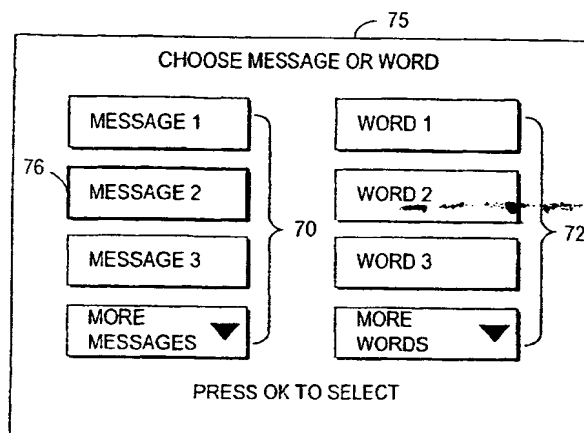 75
CHOOSE MESSAGE OR WORD
MESSAGE 1
WORD 1
76
MESSAGE 2
WORD 2
70
72
MESSAGE 3
WORD 3
MORE
MESSAGES
MORE
WORDS
PRESS OK TO SELECT